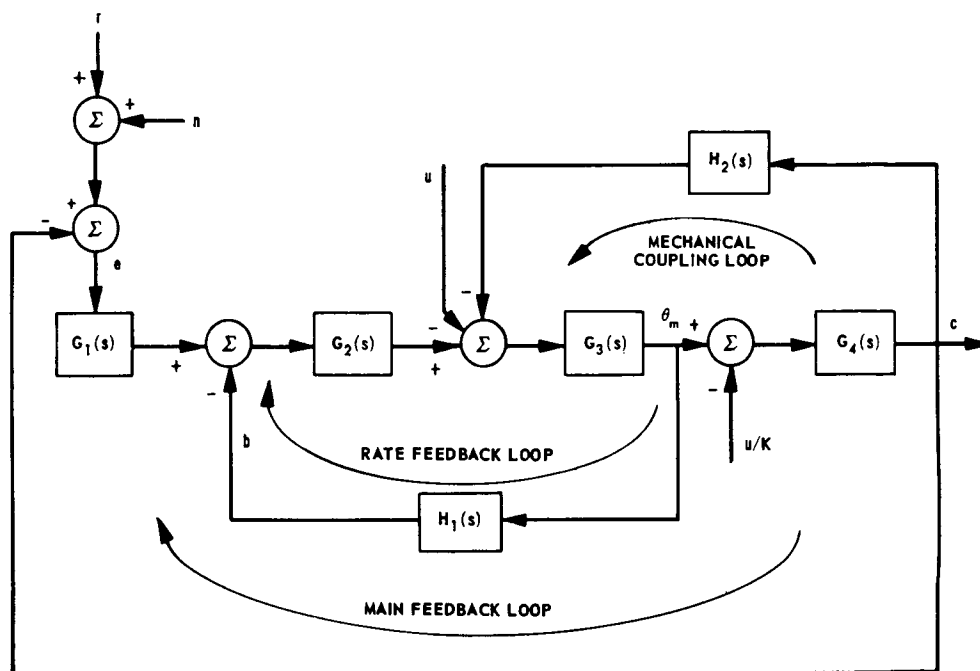 r
+
+
Σ
n
+
-
Σ
e
u
H₂(s)
MECHANICAL
COUPLING LOOP
-
-
G₁(s)
+
Σ
-
G₂(s)
+
Σ
G₃(s)
θₘ
+
Σ
-
G₄(s)
c
b
RATE FEEDBACK LOOP
u/K
H₁(s)
MAIN FEEDBACK LOOP